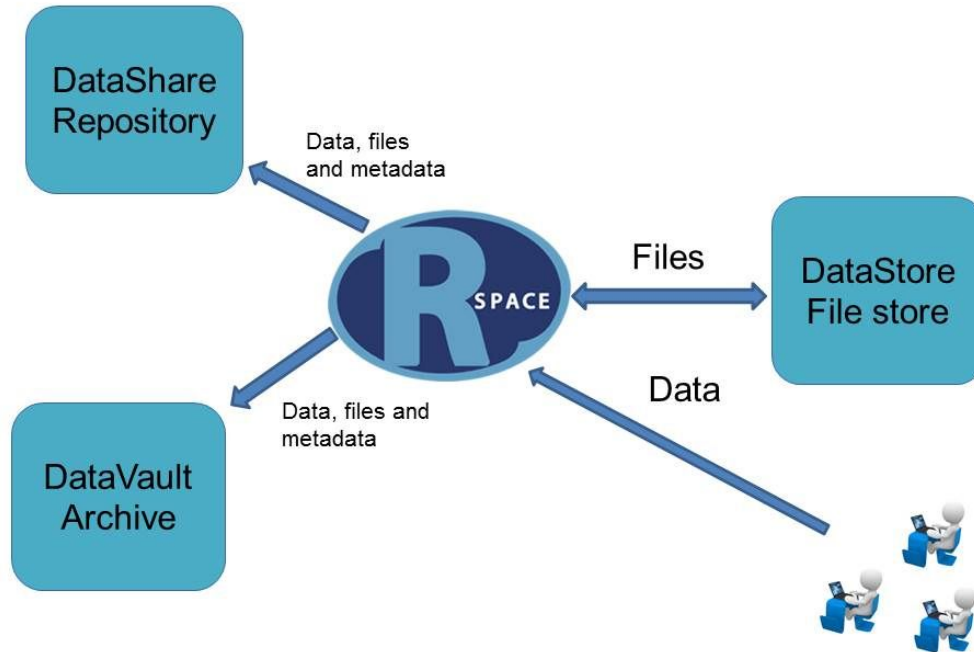 DataShare
Repository
Data, files
and metadata
R
SPACE
Files
DataStore
File store
Data
Data, files and
metadata
DataVault
Archive